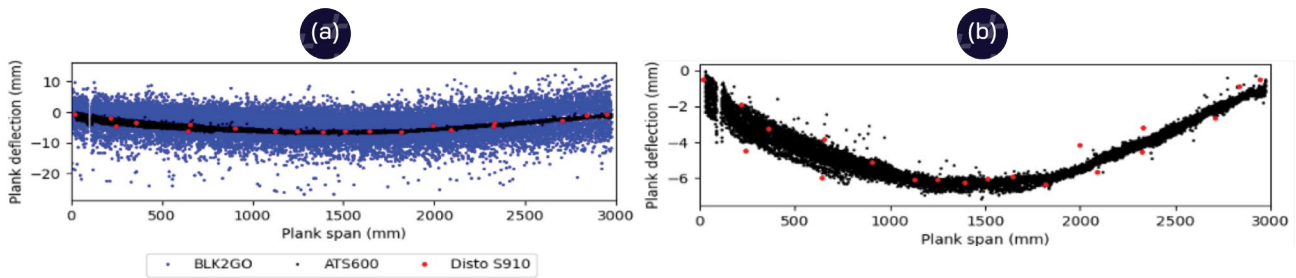 (a)
(b)
Plank deflection (mm)
10
0
−10
−20
0 500 1000 1500 2000 2500 3000
Plank span (mm)
BLK2GO ATS600 Disto S910
Plank deflection (mm)
0
−2
−4
−6
0 500 1000 1500 2000 2500 3000
Plank span (mm)